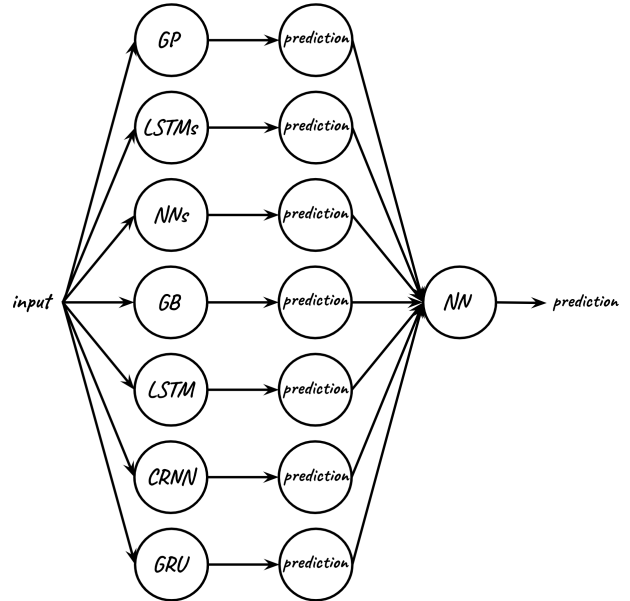 GP
prediction
LSTMs
prediction
NNs
prediction
input
GB
prediction
NN
prediction
LSTM
prediction
CRNN
prediction
GRU
prediction